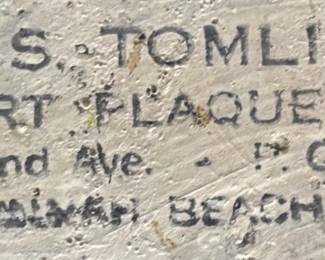 S. TOMLI
RT PLAQUE
nd Ave. - P.
BEACH